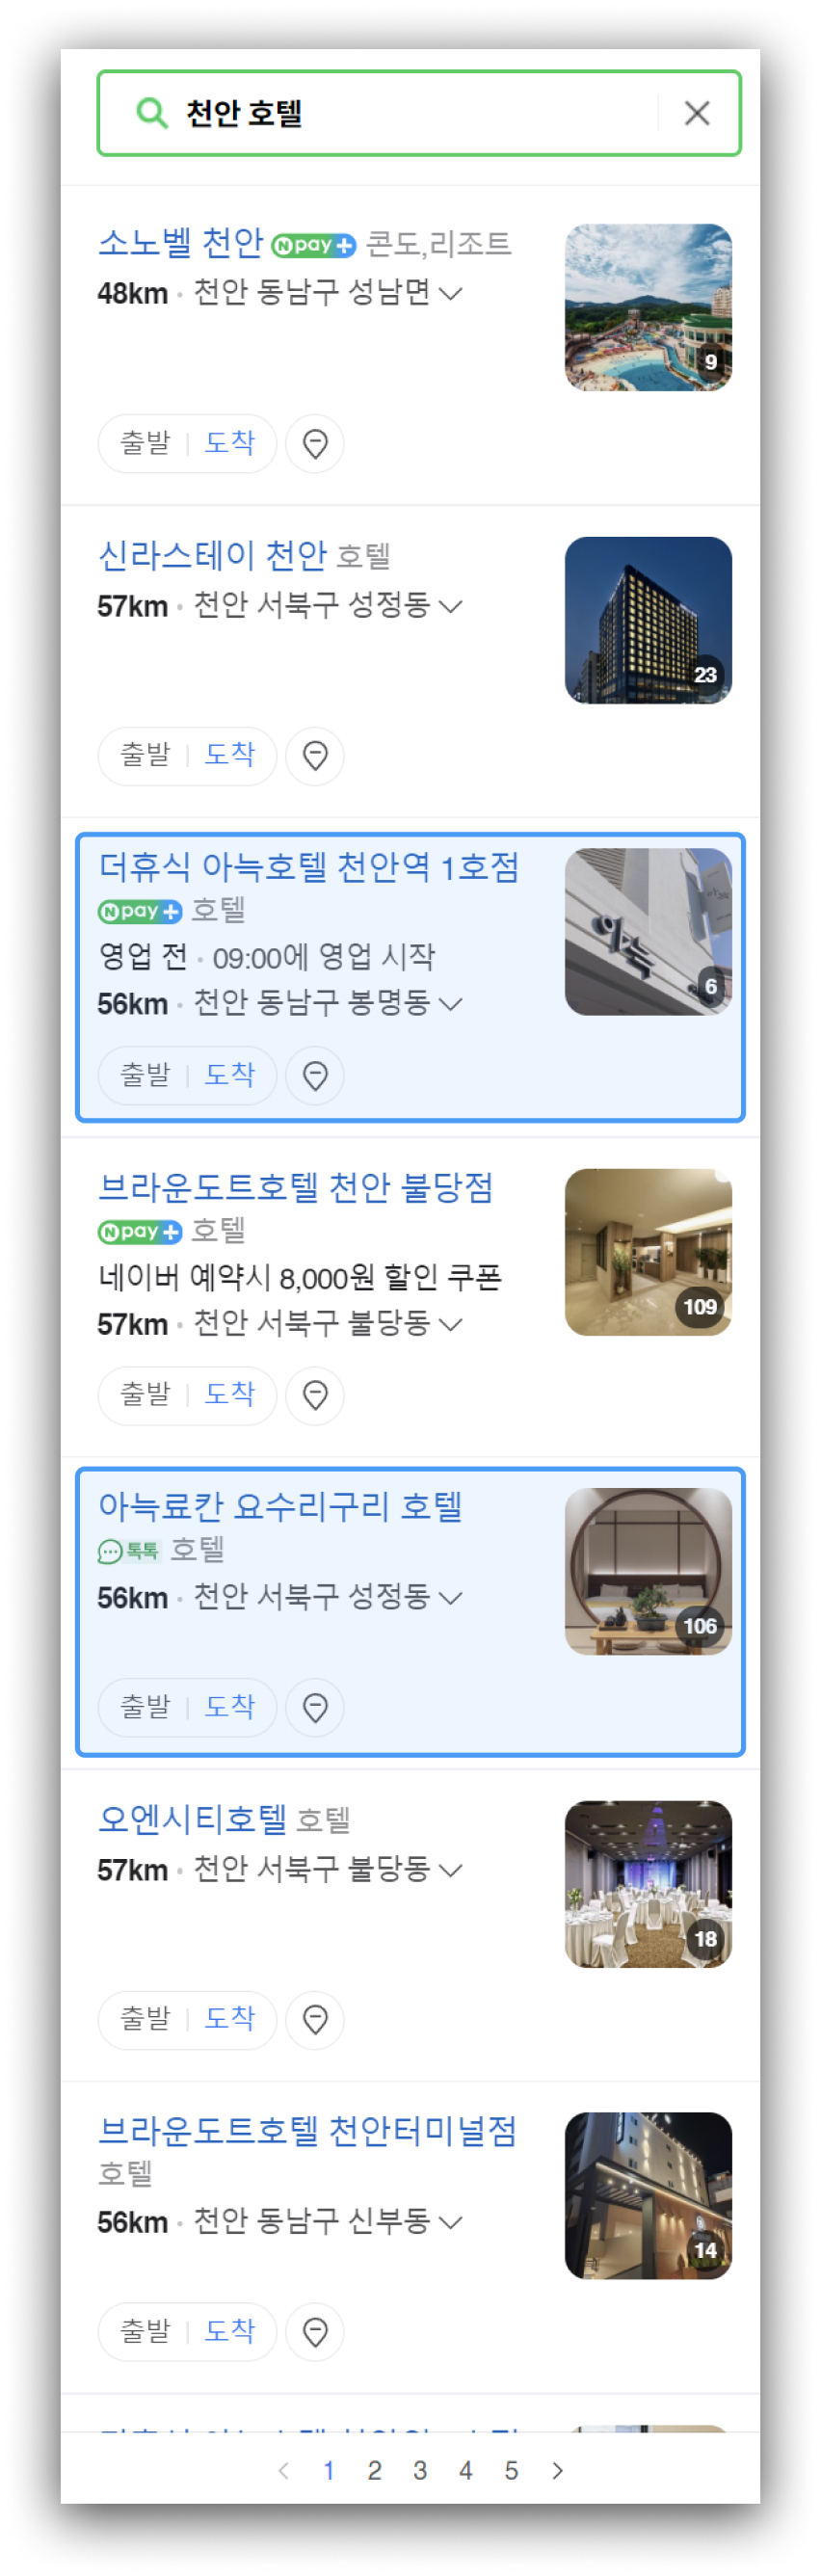 천안 호텔
소노벨 천안 N pay+ 콘도,리조트
48km · 천안 동남구 성남면
9
출발 | 도착
신라스테이 천안 호텔
57km · 천안 서북구 성정동
23
출발 | 도착
더휴식 아늑호텔 천안역 1호점
N pay+ 호텔
아늑
영업 전 · 09:00에 영업 시작
6
56km · 천안 동남구 봉명동
출발 | 도착
브라운도트호텔 천안 불당점
N pay+ 호텔
네이버 예약시 8,000원 할인 쿠폰
109
57km · 천안 서북구 불당동
출발 | 도착
아늑료칸 요수리구리 호텔
톡톡 호텔
56km · 천안 서북구 성정동
106
출발 | 도착
오엔시티호텔 호텔
57km · 천안 서북구 불당동
18
출발 | 도착
브라운도트호텔 천안터미널점
호텔
56km · 천안 동남구 신부동
14
출발 | 도착
< 1 2 3 4 5 >